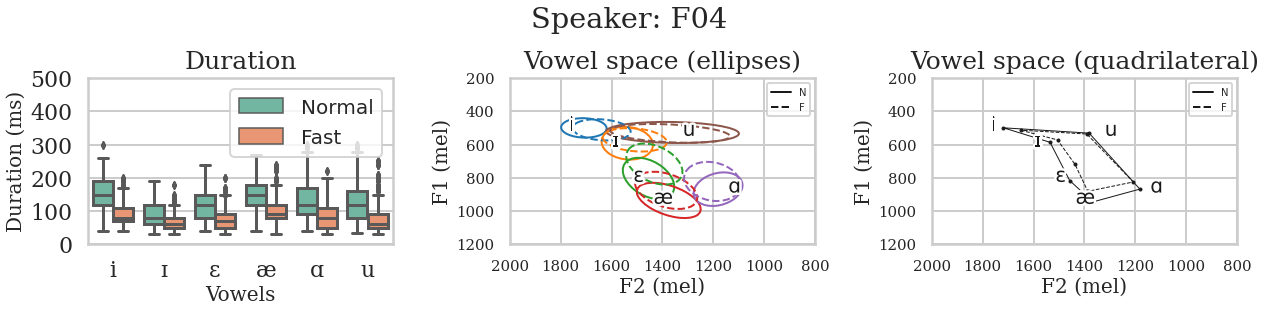 Speaker: F04
Duration
Duration (ms)
500
400
300
200
100
0
Normal
Fast
i ɪ ɛ æ ɑ u
Vowels
Vowel space (ellipses)
F1 (mel)
200
400
600
800
1000
1200
N
F
i
ɪ
u
ɛ
æ
ɑ
2000 1800 1600 1400 1200 1000 800
F2 (mel)
Vowel space (quadrilateral)
F1 (mel)
200
400
600
800
1000
1200
N
F
i
u
ɪ
ɛ
ɑ
æ
2000 1800 1600 1400 1200 1000 800
F2 (mel)